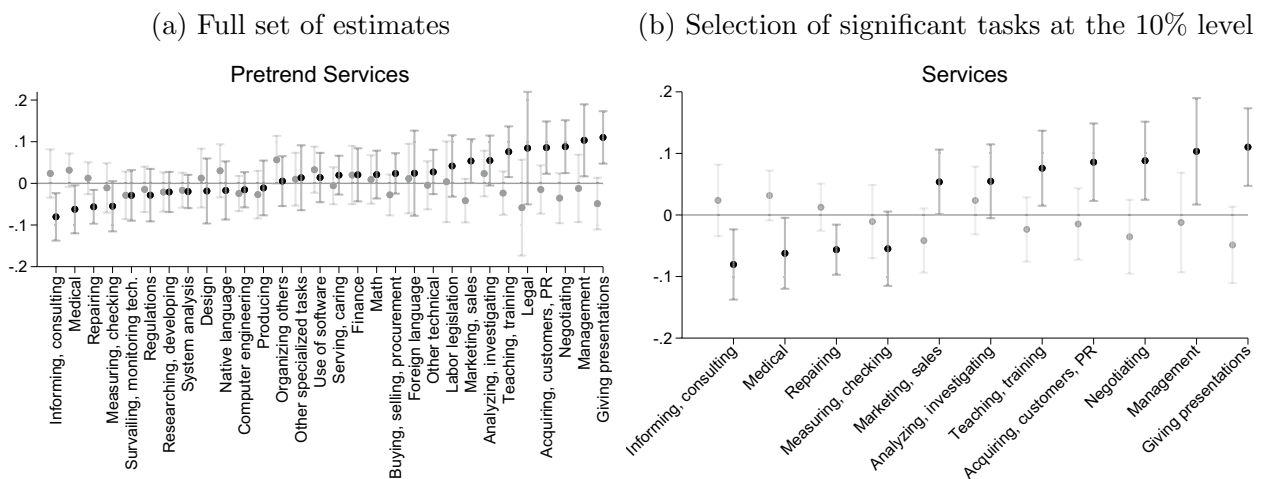 (a) Full set of estimates
(b) Selection of significant tasks at the 10% level
Pretrend Services
.2
.1
0
-.1
-.2
Informing, consulting
Medical
Repairing
Measuring, checking
Survailing, monitoring tech.
Regulations
Researching, developing
System analysis
Design
Native language
Computer engineering
Producing
Organizing others
Other specialized tasks
Use of software
Serving, caring
Finance
Math
Buying, selling, procurement
Foreign language
Other technical
Labor legislation
Marketing, sales
Analyzing, investigating
Teaching, training
Legal
Acquiring, customers, PR
Negotiating
Management
Giving presentations
Services
.2
.1
0
-.1
-.2
Informing, consulting
Medical
Repairing
Measuring, checking
Marketing, sales
Analyzing, investigating
Teaching, training
Acquiring, customers, PR
Negotiating
Management
Giving presentations